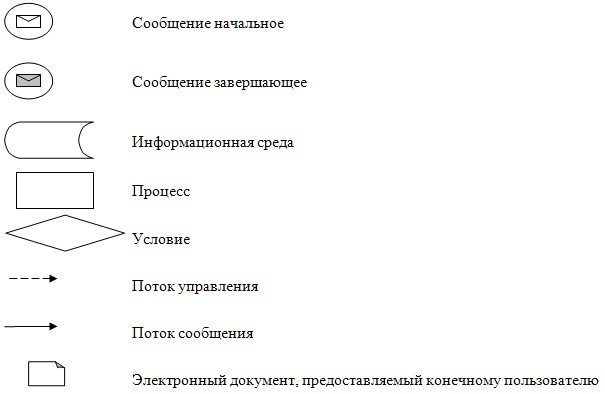 Сообщение начальное
Сообщение завершающее
Информационная среда
Процесс
Условие
Поток управления
Поток сообщения
Электронный документ, предоставляемый конечному пользователю